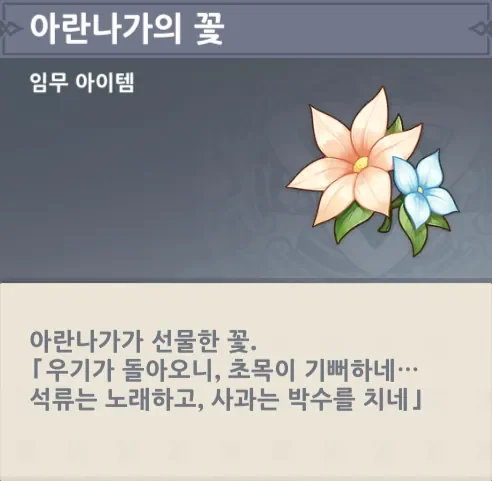 아란나가의 꽃
임무 아이템
아란나가가 선물한 꽃.
「우기가 돌아오니, 초목이 기뻐하네…
석류는 노래하고, 사과는 박수를 치네」